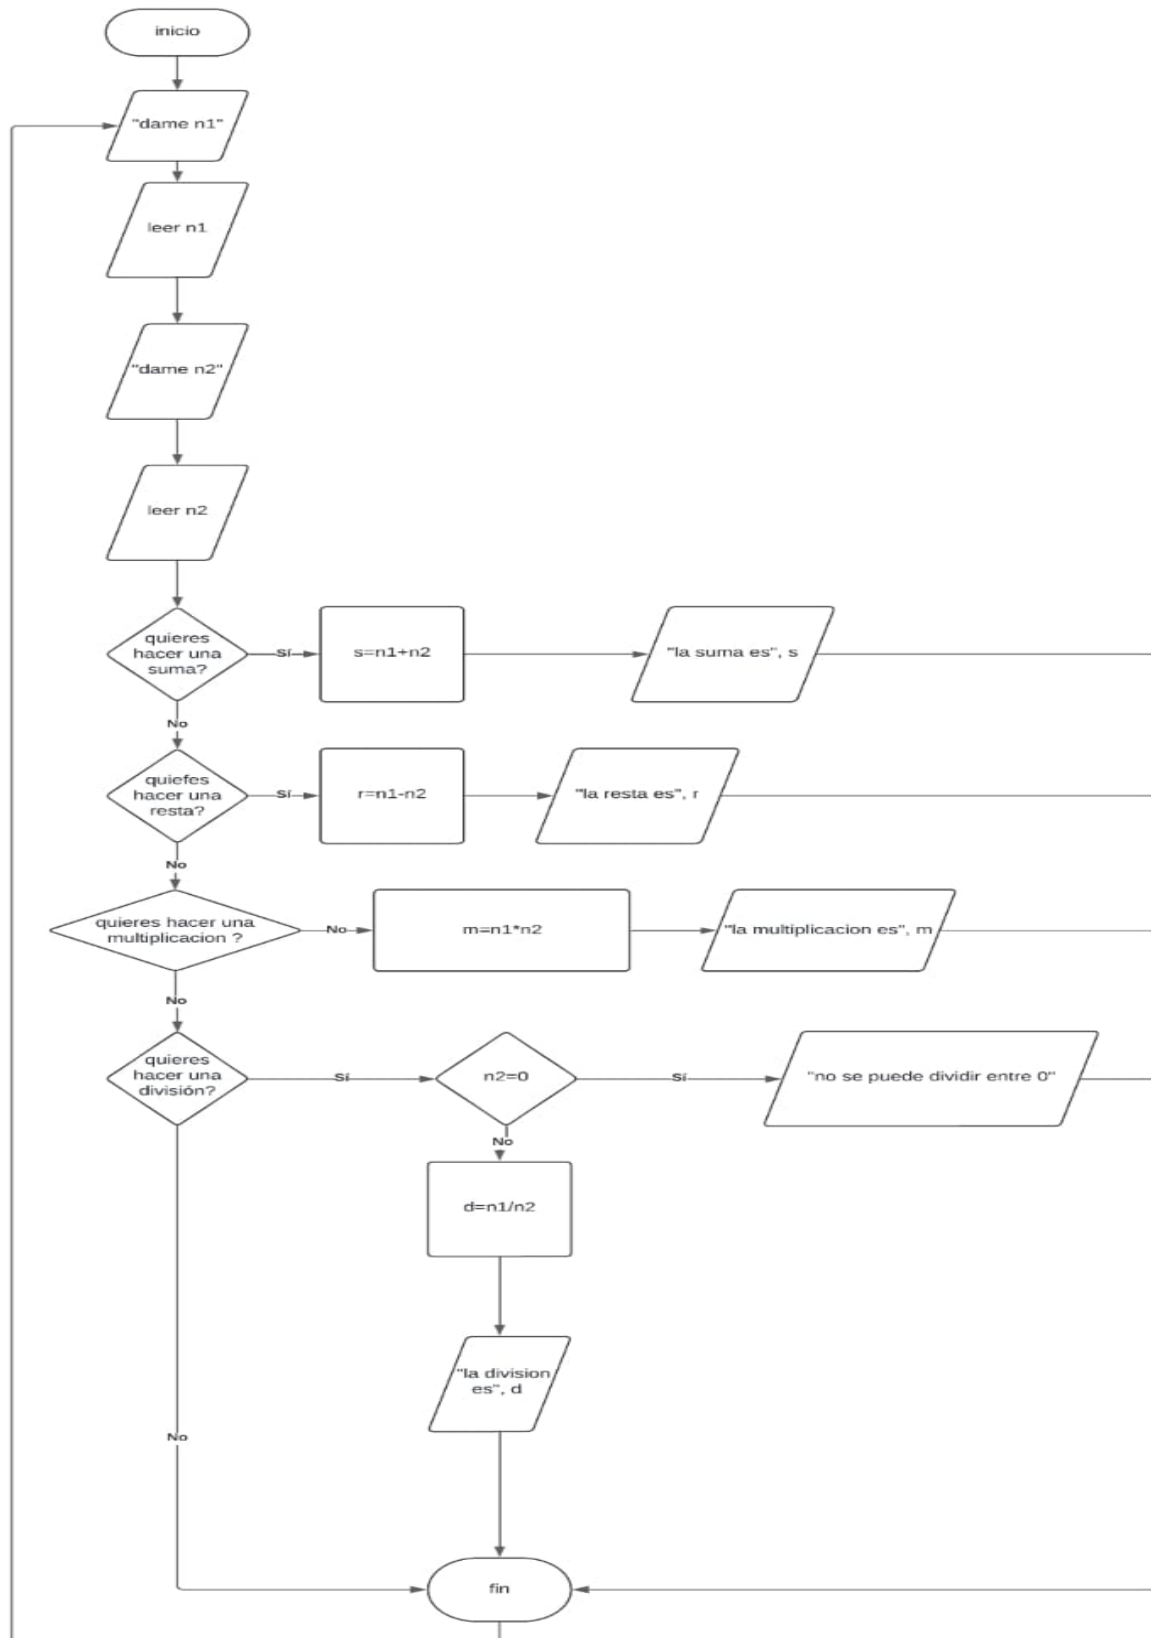 inicio
"dame n1"
leer n1
"dame n2"
leer n2
quieres
hacer una
suma?
Sí
s=n1+n2
"la suma es", s
No
quiefes
hacer una
resta?
Sí
r=n1-n2
"la resta es", r
No
quieres hacer una
multiplicacion ?
No
m=n1*n2
"la multiplicacion es", m
No
quieres
hacer una
división?
Sí
n2=0
Sí
"no se puede dividir entre 0"
No
d=n1/n2
"la division
es", d
No
fin